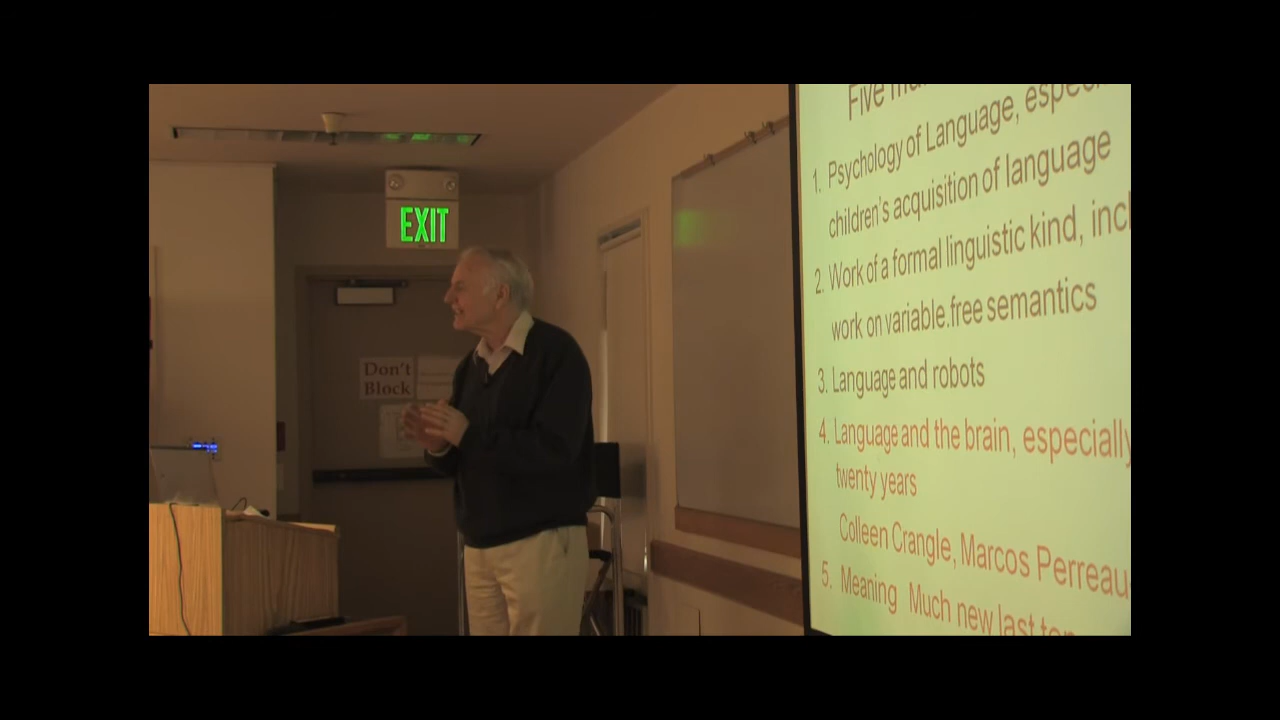 EXIT
Don't
Block
Five
1. Psychology of Language,
children's acquisition of language
2. Work of a formal linguistic kind,
work on variable.free semantics
3. Language and robots
4. Language and the brain, especially
twenty years
Colleen Crangle, Marcos Perreau
5. Meaning Much new last